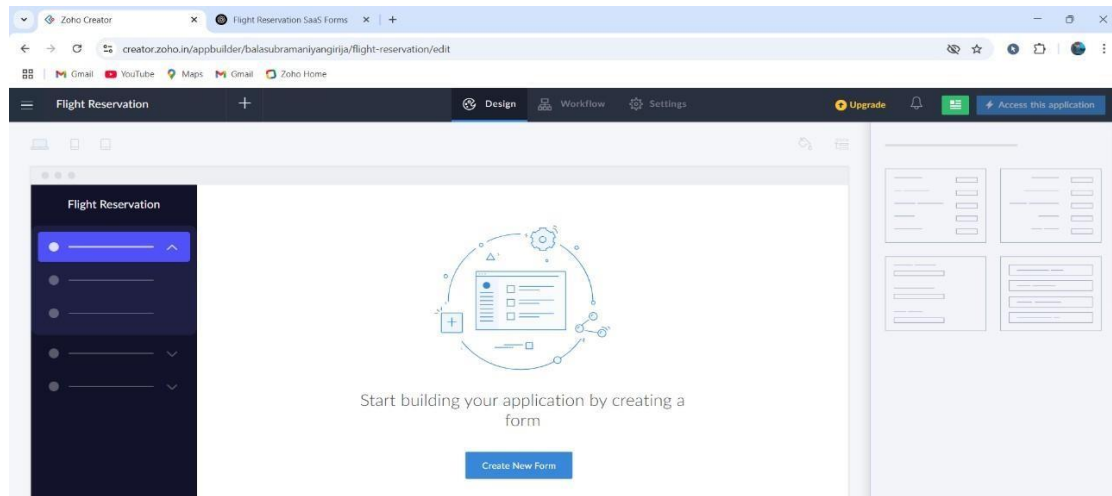 Zoho Creator
Flight Reservation SaaS Forms
creator.zoho.in/appbuilder/balasubramaniyangirija/flight-reservation/edit
Gmail YouTube Maps Gmail Zoho Home
Flight Reservation + Design Workflow Settings Upgrade Access this application
Flight Reservation
Start building your application by creating a
form
Create New Form